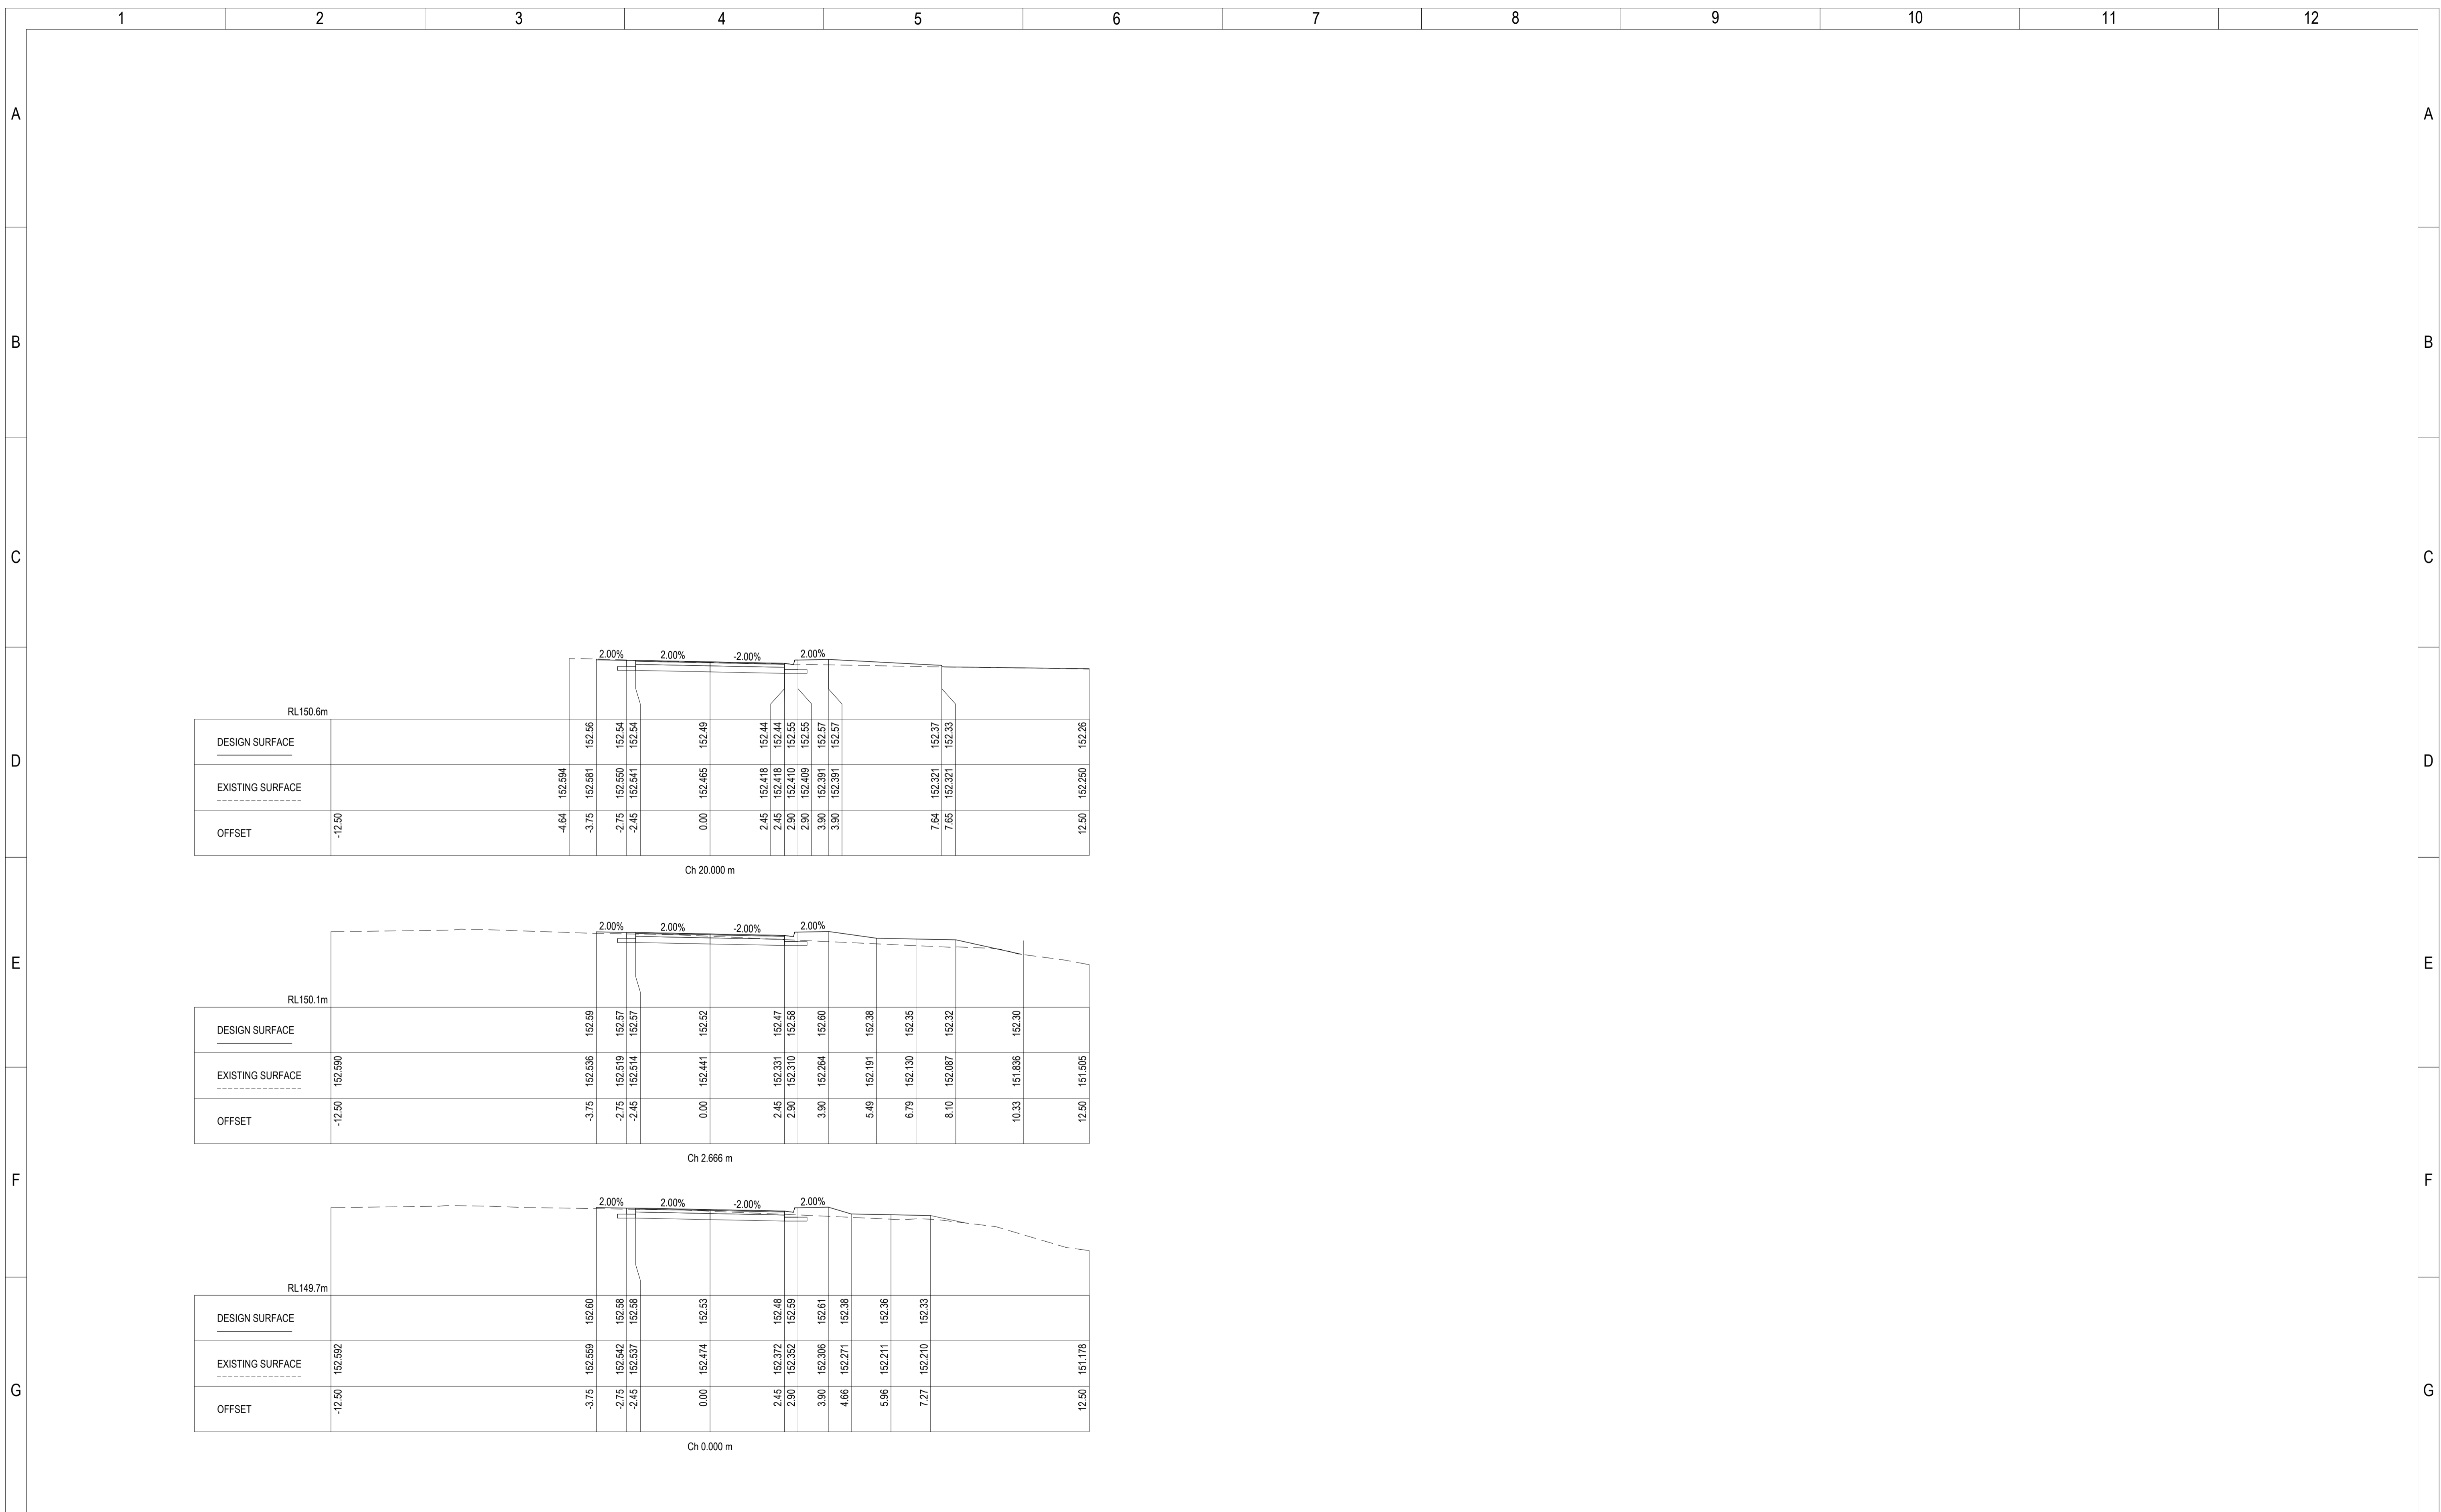 1 2 3 4 5 6 7 8 9 10 11 12
A A
B B
C C
2.00% 2.00% -2.00% 2.00%
RL150.6m
DESIGN SURFACE 152.56 152.54 152.54 152.49 152.44 152.44 152.55 152.55 152.57 152.57 152.37 152.33 152.26
D D
EXISTING SURFACE 152.594 152.581 152.550 152.541 152.465 152.418 152.418 152.410 152.409 152.391 152.391 152.321 152.321 152.250
OFFSET -12.50 -4.64 -3.75 -2.75 -2.45 0.00 2.45 2.45 2.90 2.90 3.90 3.90 7.64 7.65 12.50
Ch 20.000 m
2.00% 2.00% -2.00% 2.00%
E E
RL150.1m
DESIGN SURFACE 152.59 152.57 152.57 152.52 152.47 152.58 152.60 152.38 152.35 152.32 152.30
EXISTING SURFACE 152.590 152.536 152.519 152.514 152.441 152.331 152.310 152.264 152.191 152.130 152.087 151.836 151.505
OFFSET -12.50 -3.75 -2.75 -2.45 0.00 2.45 2.90 3.90 5.49 6.79 8.10 10.33 12.50
Ch 2.666 m
F F
2.00% 2.00% -2.00% 2.00%
RL149.7m
DESIGN SURFACE 152.60 152.58 152.58 152.53 152.48 152.59 152.61 152.38 152.36 152.33
EXISTING SURFACE 152.592 152.559 152.542 152.537 152.474 152.372 152.352 152.306 152.271 152.211 152.210 151.178
G G
OFFSET -12.50 -3.75 -2.75 -2.45 0.00 2.45 2.90 3.90 4.66 5.96 7.27 12.50
Ch 0.000 m